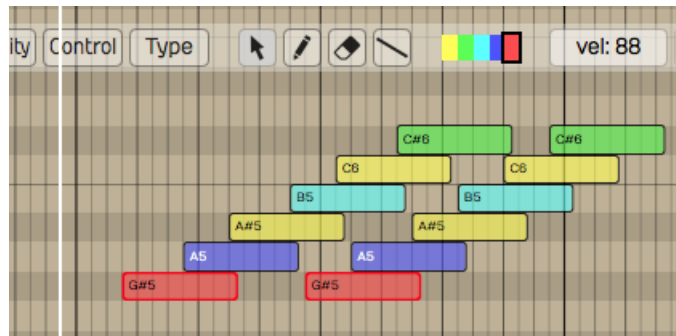 ity Control Type vel: 88
C#6 C#6
C6 C6
B5 B5
A#5 A#5
A5 A5
G#5 G#5